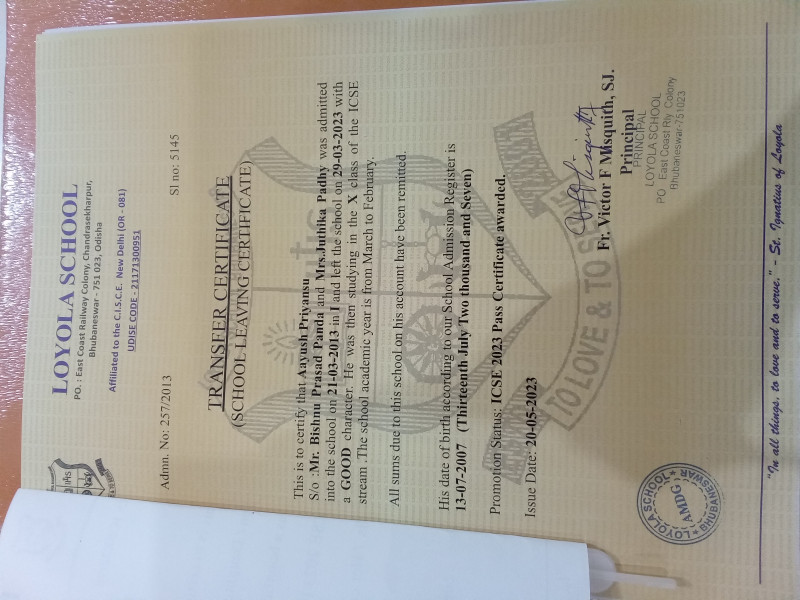 LOYOLA SCHOOL
PO. : East Coast Railway Colony, Chandrasekharpur,
Bhubaneswar - 751 023, Odisha
Affiliated to the C.I.S.C.E. New Delhi (OR - 081)
UDISE CODE - 21171300951
Admn. No: 257/2013
Sl no: 5145
TRANSFER CERTIFICATE
(SCHOOL LEAVING CERTIFICATE)
This is to certify that Aayush Priyansu
S/o :Mr. Bishnu Prasad Panda and Mrs.Juthika Padhy was admitted
into the school on 21-03-2013 in I and left the school on 29-03-2023 with
a GOOD character. He was then studying in the X class of the ICSE
stream .The school academic year is from March to February.
All sums due to this school on his account have been remitted.
His date of birth according to our School Admission Register is
13-07-2007 (Thirteenth July Two thousand and Seven)
Promotion Status: ICSE 2023 Pass Certificate awarded.
Issue Date: 20-05-2023
Fr. Victor F Misquith, SJ.
Principal
PRINCIPAL
LOYOLA SCHOOL
PO East Coast Rly Colony
Bhubaneswar-751023
LOYOLA SCHOOL
AMDG
BHUBANESWAR
TO LOVE & TO
"In all things, to love and to serve." - St. Ignatius of Loyola